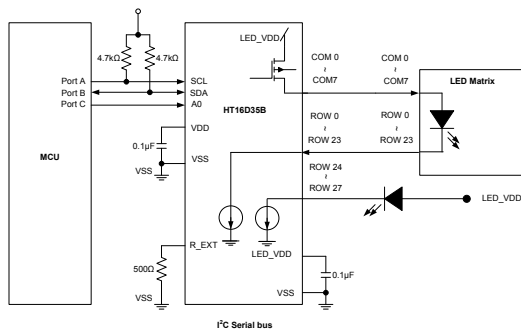 LED_VDD
4.7kΩ
4.7kΩ
Port A
Port B
Port C
MCU
SCL
SDA
A0
HT16D35B
COM 0
~
COM7
COM 0
~
COM7
LED Matrix
ROW 0
~
ROW 23
ROW 0
~
ROW 23
VDD
0.1μF
VSS
VSS
ROW 24
~
ROW 27
LED_VDD
R_EXT
500Ω
VSS
LED_VDD
VSS
0.1μF
VSS
I²C Serial bus